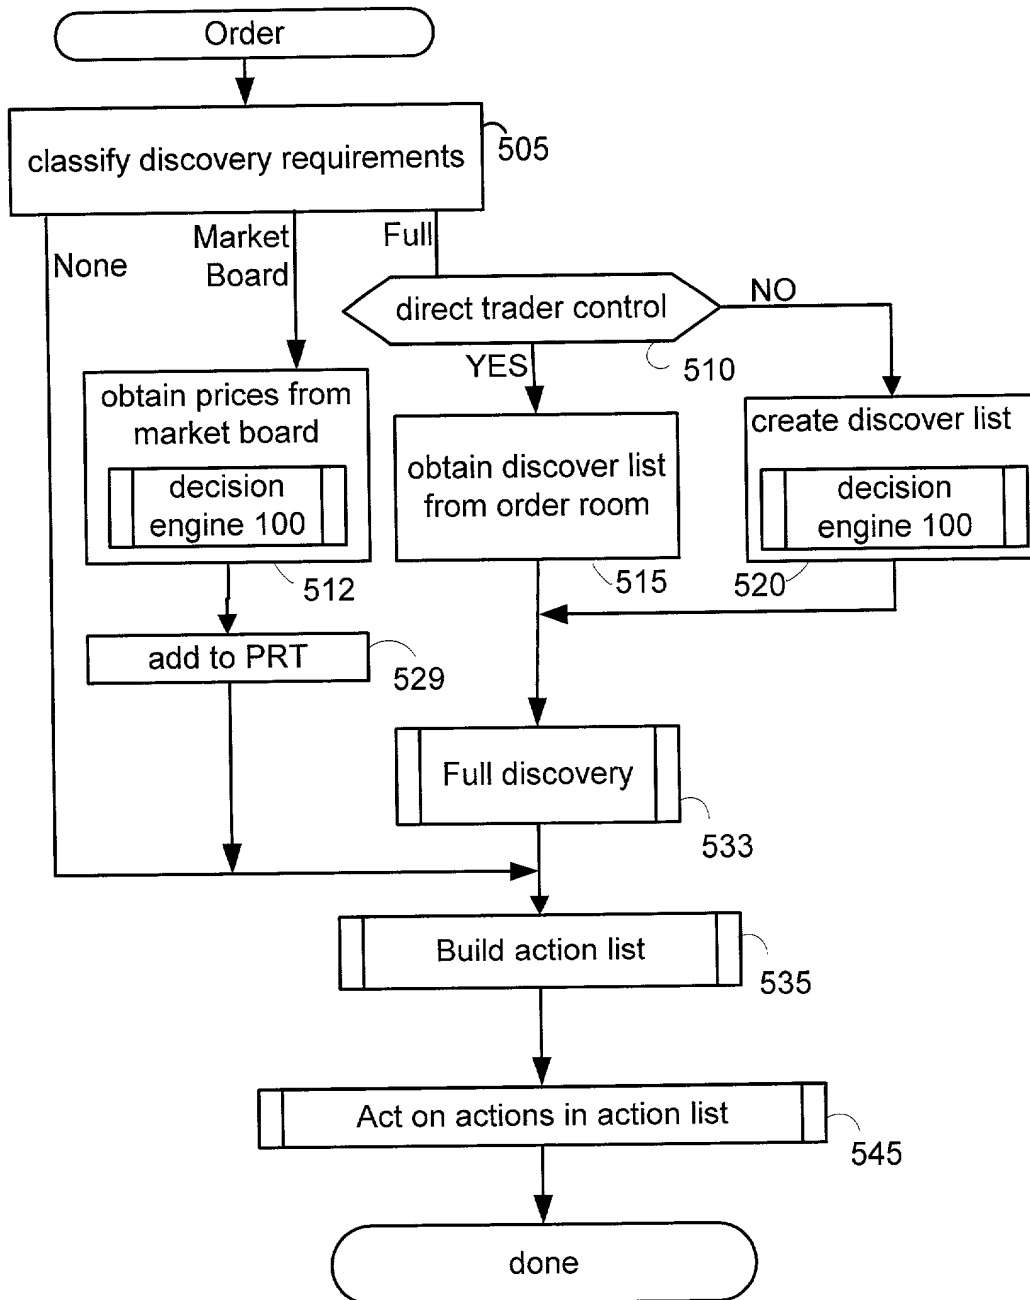 Order
classify discovery requirements
505
None
Market
Board
Full
direct trader control
NO
YES
510
obtain prices from
market board
decision
engine 100
512
obtain discover list
from order room
515
create discover list
decision
engine 100
520
add to PRT
529
Full discovery
533
Build action list
535
Act on actions in action list
545
done